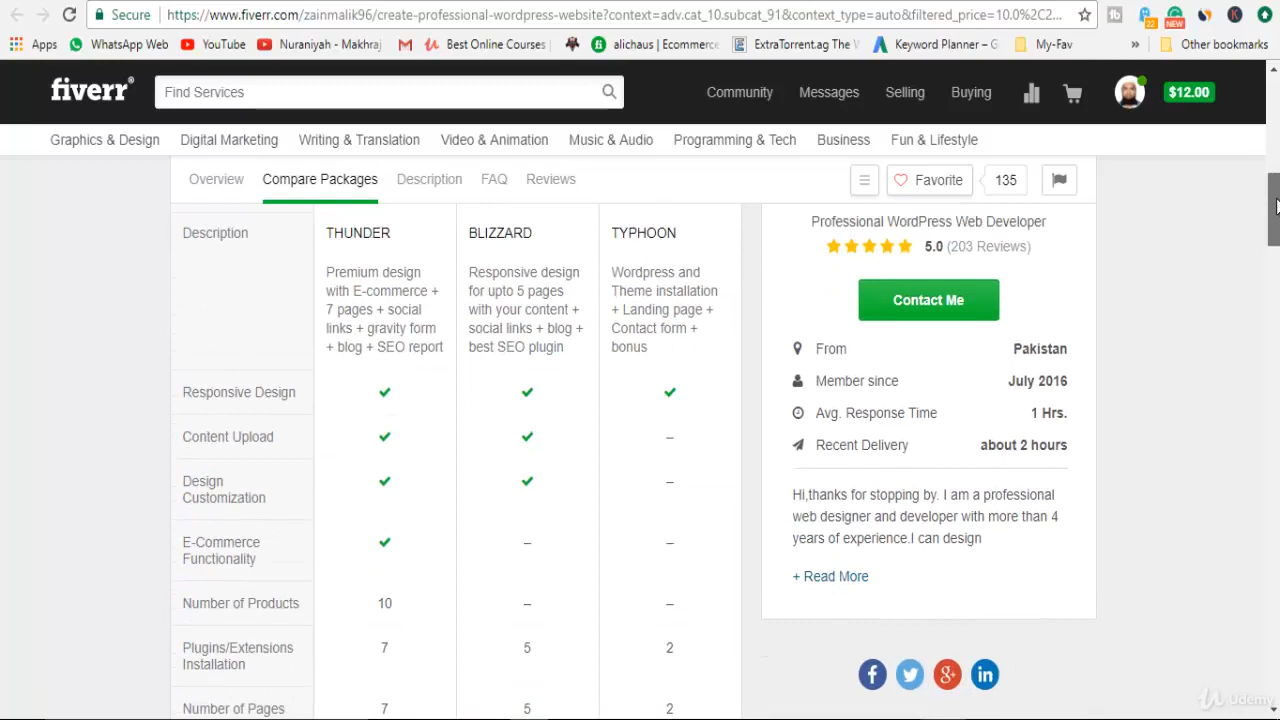 Secure
https://www.fiverr.com/zainmalik96/create-professional-wordpress-website?context=adv.cat_10.subcat_91&context_type=auto&filtered_price=10.0%2C2...
22
NEW
Apps
WhatsApp Web
YouTube
Nuraniyah - Makhraj
Best Online Courses
alichaus | Ecommerce
ExtraTorrent.ag The W
Keyword Planner – G
My-Fav
»
Other bookmarks
fiverr®
Find Services
Community
Messages
Selling
Buying
$12.00
Graphics & Design
Digital Marketing
Writing & Translation
Video & Animation
Music & Audio
Programming & Tech
Business
Fun & Lifestyle
Overview
Compare Packages
Description
FAQ
Reviews
Favorite
135
Description
THUNDER
BLIZZARD
TYPHOON
Premium design
with E-commerce +
7 pages + social
links + gravity form
+ blog + SEO report
Responsive design
for upto 5 pages
with your content +
social links + blog +
best SEO plugin
Wordpress and
Theme installation
+ Landing page +
Contact form +
bonus
Responsive Design
Content Upload
–
Design
Customization
–
E-Commerce
Functionality
– –
Number of Products
10 – –
Plugins/Extensions
Installation
7 5 2
Number of Pages
7 5 2
Professional WordPress Web Developer
5.0 (203 Reviews)
Contact Me
From Pakistan
Member since July 2016
Avg. Response Time 1 Hrs.
Recent Delivery about 2 hours
Hi,thanks for stopping by. I am a professional
web designer and developer with more than 4
years of experience.I can design
+ Read More
Udemy